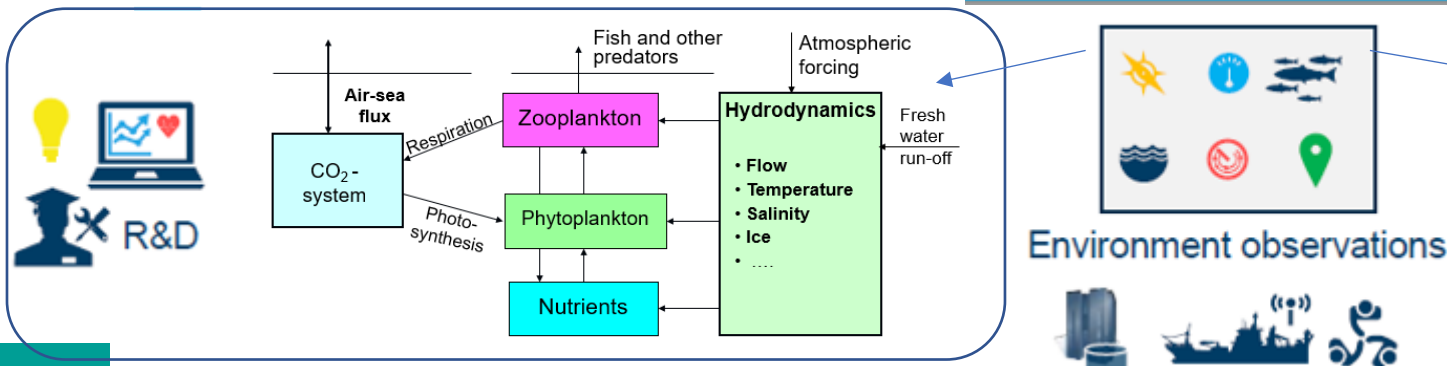 R&D
Air-sea
flux
CO₂-
system
Respiration
Photo-
synthesis
Fish and other
predators
Zooplankton
Phytoplankton
Nutrients
Atmospheric
forcing
Hydrodynamics
• Flow
• Temperature
• Salinity
• Ice
• ....
Fresh
water
run-off
Environment observations